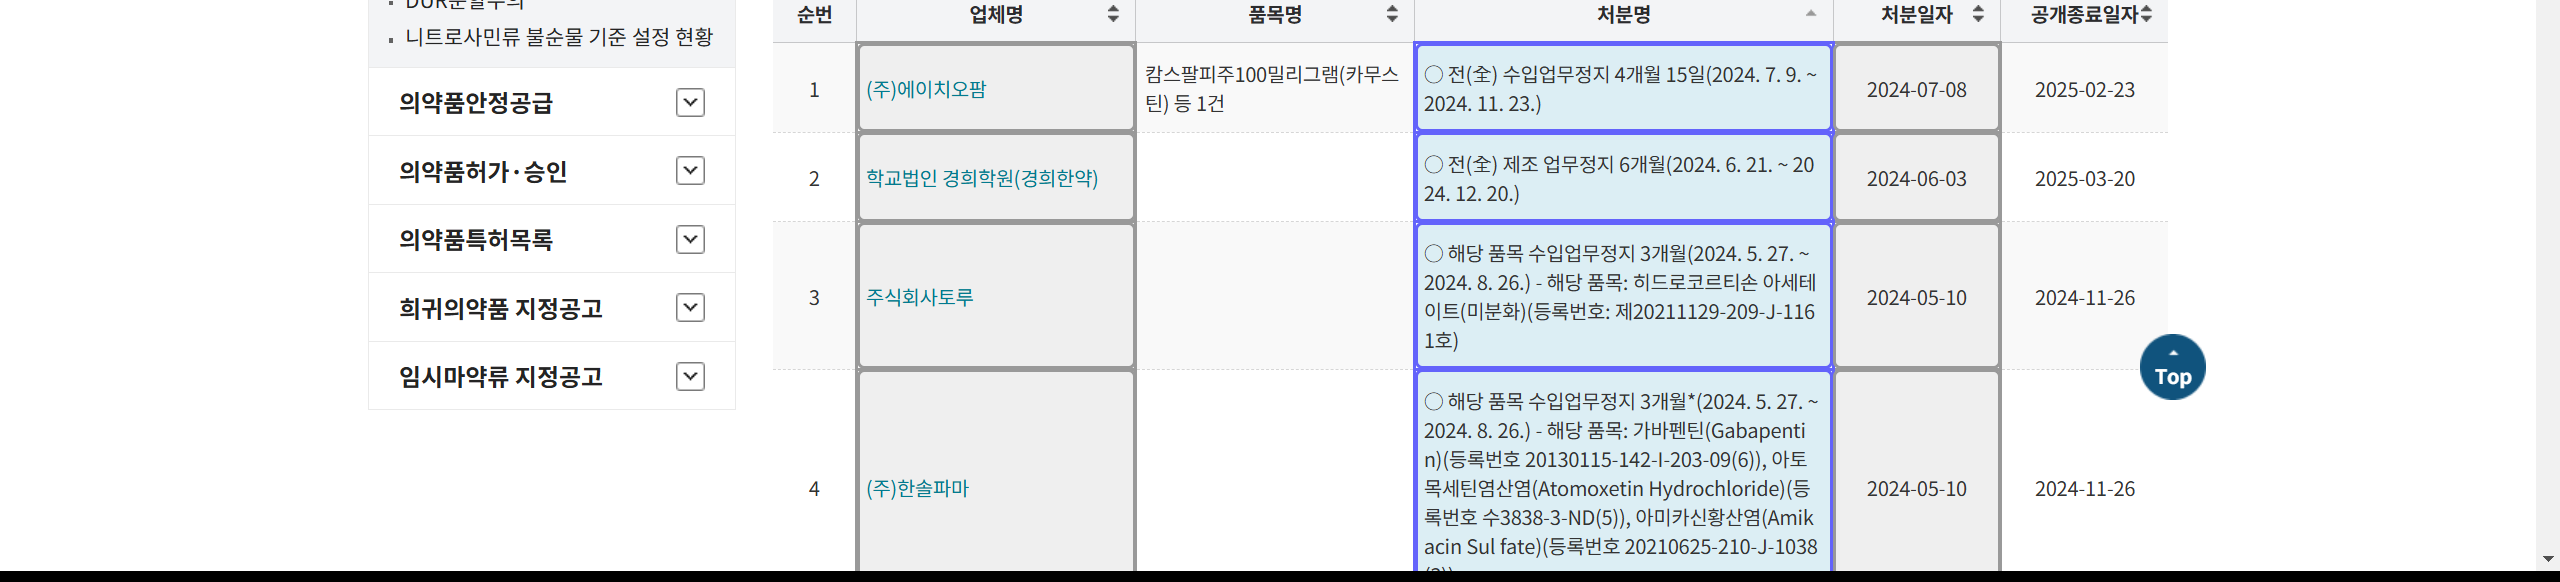 DUR분할주의
니트로사민류 불순물 기준 설정 현황
의약품안정공급
의약품허가·승인
의약품특허목록
희귀의약품 지정공고
임시마약류 지정공고
순번 업체명 품목명 처분명 처분일자 공개종료일자
1 (주)에이치오팜 캄스팔피주100밀리그램(카무스
틴) 등 1건
○ 전(全) 수입업무정지 4개월 15일(2024. 7. 9. ~
2024. 11. 23.)
2024-07-08 2025-02-23
2 학교법인 경희학원(경희한약)
○ 전(全) 제조 업무정지 6개월(2024. 6. 21. ~ 20
24. 12. 20.)
2024-06-03 2025-03-20
3 주식회사토루
○ 해당 품목 수입업무정지 3개월(2024. 5. 27. ~
2024. 8. 26.) - 해당 품목: 히드로코르티손 아세테
이트(미분화)(등록번호: 제20211129-209-J-116
1호)
2024-05-10 2024-11-26
4 (주)한솔파마
○ 해당 품목 수입업무정지 3개월*(2024. 5. 27. ~
2024. 8. 26.) - 해당 품목: 가바펜틴(Gabapenti
n)(등록번호 20130115-142-I-203-09(6)), 아토
목세틴염산염(Atomoxetin Hydrochloride)(등
록번호 수3838-3-ND(5)), 아미카신황산염(Amik
acin Sul fate)(등록번호 20210625-210-J-1038
2024-05-10 2024-11-26
Top